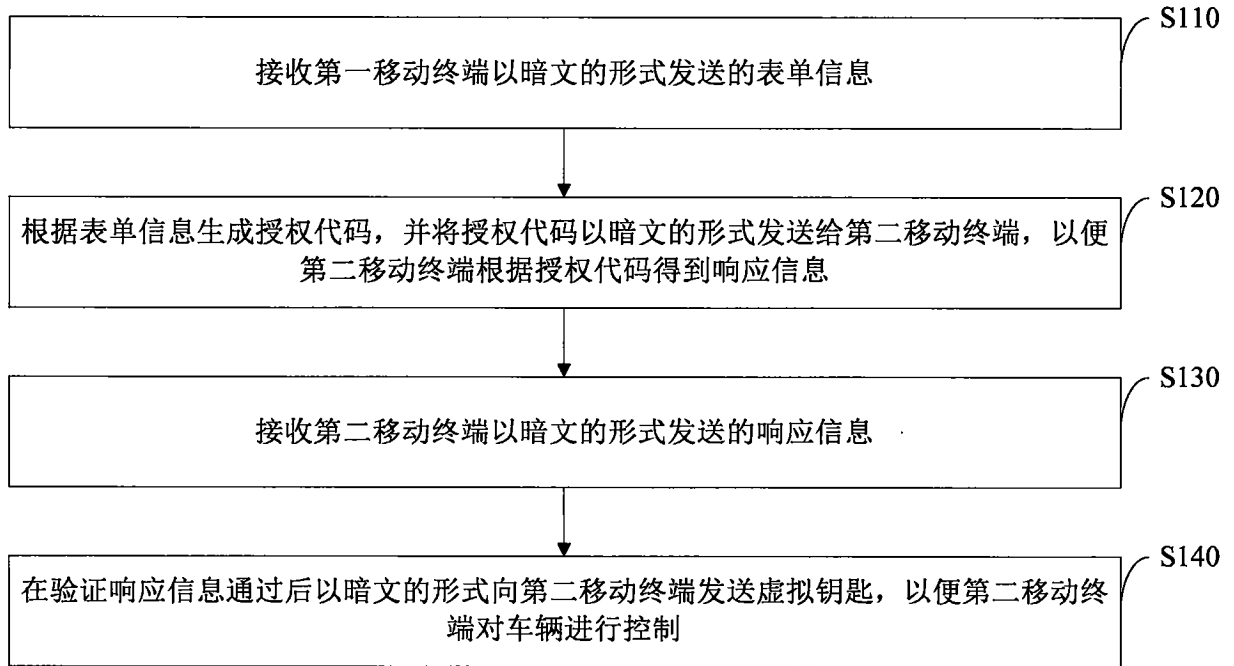 S110
接收第一移动终端以暗文的形式发送的表单信息
S120
根据表单信息生成授权代码，并将授权代码以暗文的形式发送给第二移动终端，以便
第二移动终端根据授权代码得到响应信息
S130
接收第二移动终端以暗文的形式发送的响应信息
S140
在验证响应信息通过后以暗文的形式向第二移动终端发送虚拟钥匙，以便第二移动终
端对车辆进行控制